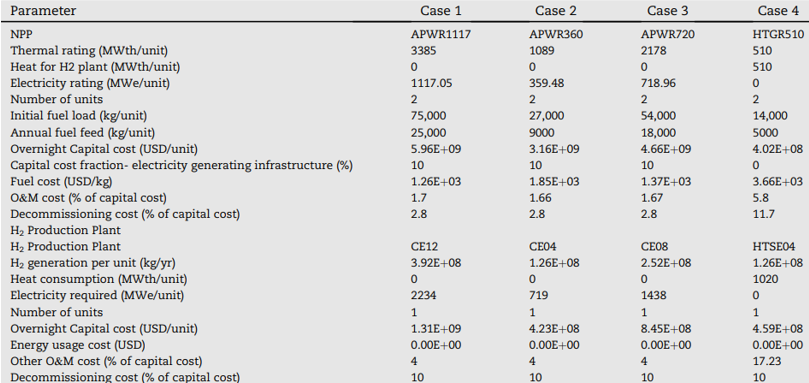 Parameter Case 1 Case 2 Case 3 Case 4
NPP APWR1117 APWR360 APWR720 HTGR510
Thermal rating (MWth/unit) 3385 1089 2178 510
Heat for H2 plant (MWth/unit) 0 0 0 510
Electricity rating (MWe/unit) 1117.05 359.48 718.96 0
Number of units 2 2 2 2
Initial fuel load (kg/unit) 75,000 27,000 54,000 14,000
Annual fuel feed (kg/unit) 25,000 9000 18,000 5000
Overnight Capital cost (USD/unit) 5.96E+09 3.16E+09 4.66E+09 4.02E+08
Capital cost fraction- electricity generating infrastructure (%) 10 10 10 0
Fuel cost (USD/kg) 1.26E+03 1.85E+03 1.37E+03 3.66E+03
O&M cost (% of capital cost) 1.7 1.66 1.67 5.8
Decommissioning cost (% of capital cost) 2.8 2.8 2.8 11.7
H₂ Production Plant
H₂ Production Plant CE12 CE04 CE08 HTSE04
H₂ generation per unit (kg/yr) 3.92E+08 1.26E+08 2.52E+08 1.26E+08
Heat consumption (MWth/unit) 0 0 0 1020
Electricity required (MWe/unit) 2234 719 1438 0
Number of units 1 1 1 1
Overnight Capital cost (USD/unit) 1.31E+09 4.23E+08 8.45E+08 4.59E+08
Energy usage cost (USD) 0.00E+00 0.00E+00 0.00E+00 0.00E+00
Other O&M cost (% of capital cost) 4 4 4 17.23
Decommissioning cost (% of capital cost) 10 10 10 10